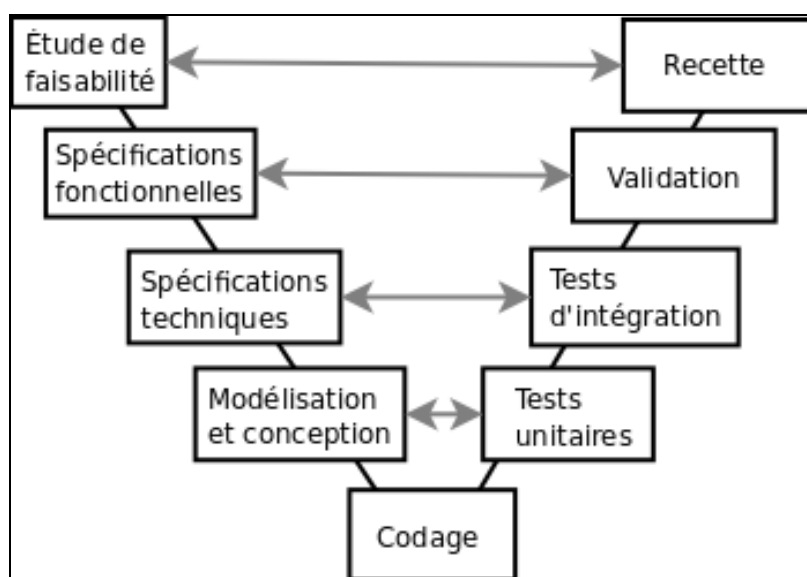 Étude de
faisabilité
Recette
Spécifications
fonctionnelles
Validation
Spécifications
techniques
Tests
d'intégration
Modélisation
et conception
Tests
unitaires
Codage